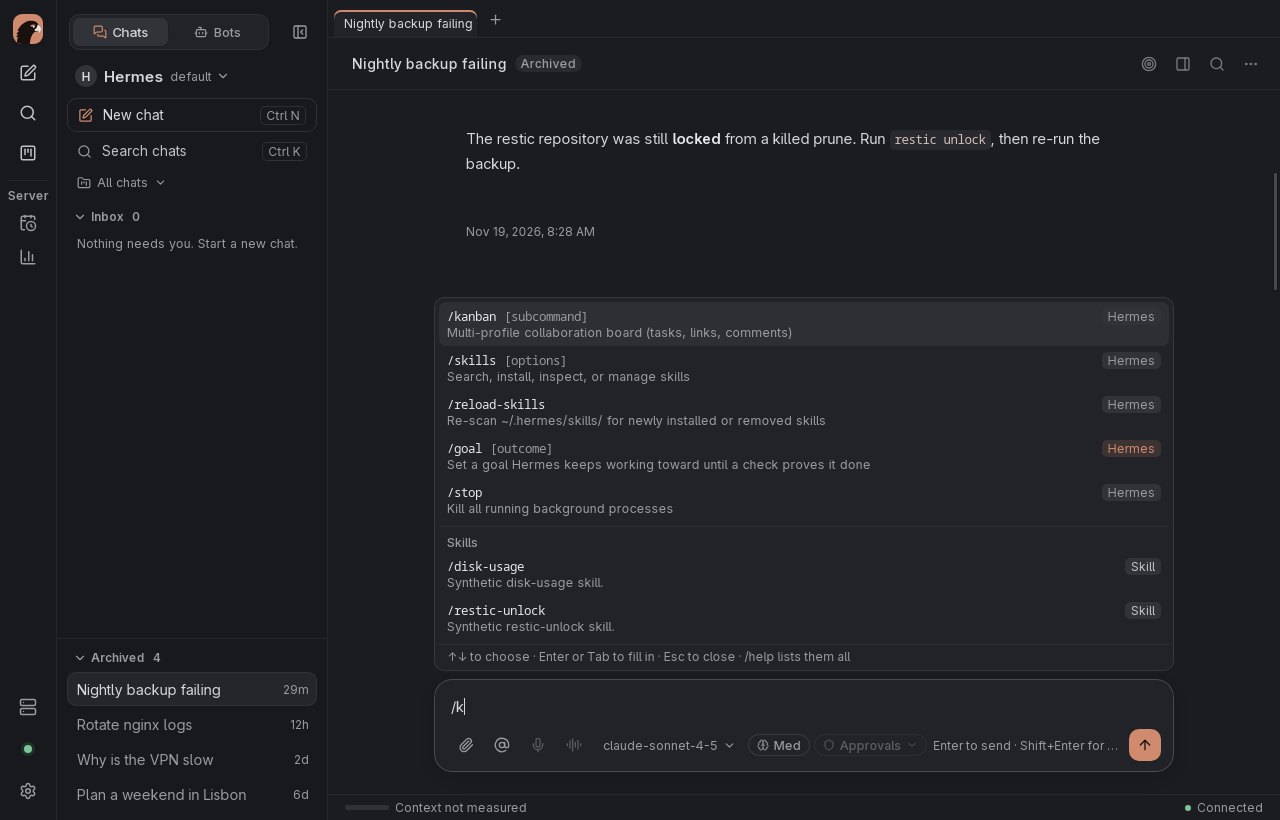 Chats
Bots
H Hermes default
New chat Ctrl N
Search chats Ctrl K
All chats
Server
Inbox 0
Nothing needs you. Start a new chat.
Archived 4
Nightly backup failing 29m
Rotate nginx logs 12h
Why is the VPN slow 2d
Plan a weekend in Lisbon 6d
Nightly backup failing
Nightly backup failing Archived
The restic repository was still locked from a killed prune. Run restic unlock, then re-run the
backup.
Nov 19, 2026, 8:28 AM
/kanban [subcommand] Hermes
Multi-profile collaboration board (tasks, links, comments)
/skills [options] Hermes
Search, install, inspect, or manage skills
/reload-skills Hermes
Re-scan ~/.hermes/skills/ for newly installed or removed skills
/goal [outcome] Hermes
Set a goal Hermes keeps working toward until a check proves it done
/stop Hermes
Kill all running background processes
Skills
/disk-usage Skill
Synthetic disk-usage skill.
/restic-unlock Skill
Synthetic restic-unlock skill.
↑↓ to choose · Enter or Tab to fill in · Esc to close · /help lists them all
/k
claude-sonnet-4-5 Med Approvals Enter to send · Shift+Enter for …
Context not measured
Connected